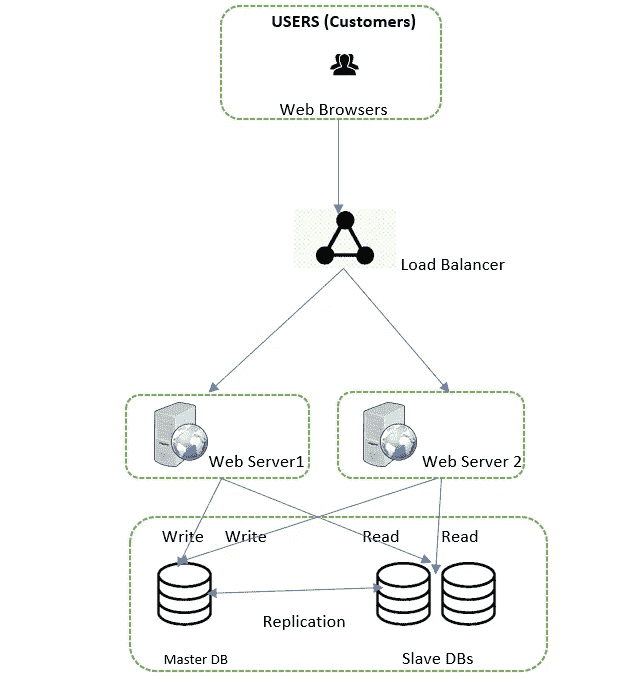 USERS (Customers)
Web Browsers
Load Balancer
Web Server1
Web Server 2
Write Write Read Read
Replication
Master DB
Slave DBs